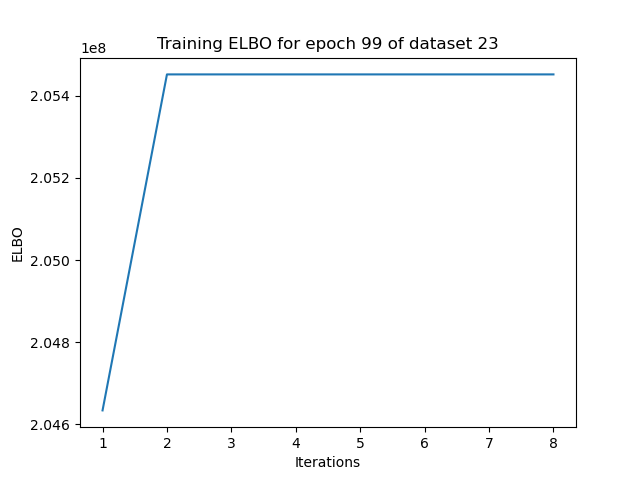 Training ELBO for epoch 99 of dataset 23
1e8
2.054
2.052
2.050
2.048
2.046
ELBO
1 2 3 4 5 6 7 8
Iterations